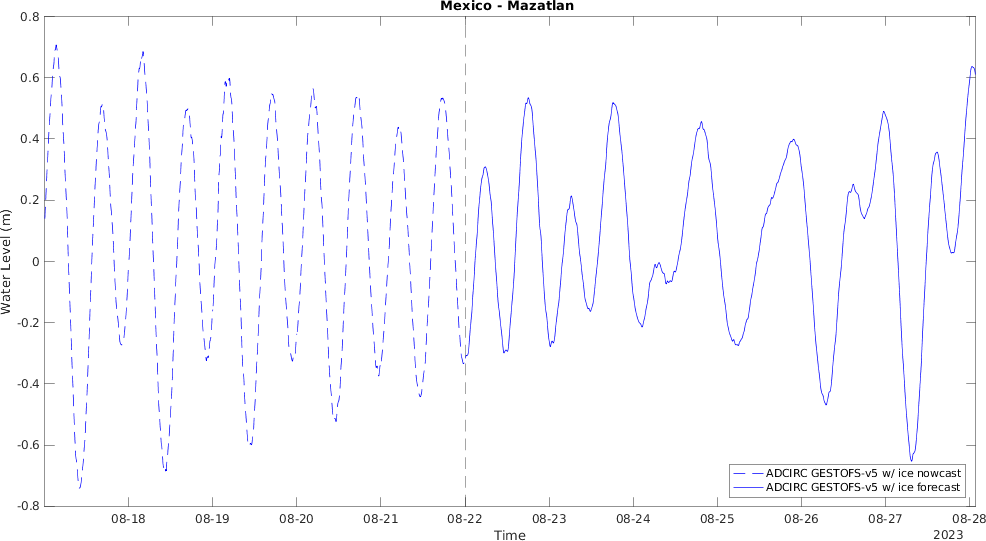 Mexico - Mazatlan
0.8
0.6
0.4
0.2
0
-0.2
-0.4
-0.6
-0.8
Water Level (m)
ADCIRC GESTOFS-v5 w/ ice nowcast
ADCIRC GESTOFS-v5 w/ ice forecast
08-18 08-19 08-20 08-21 08-22 08-23 08-24 08-25 08-26 08-27 08-28
Time
2023